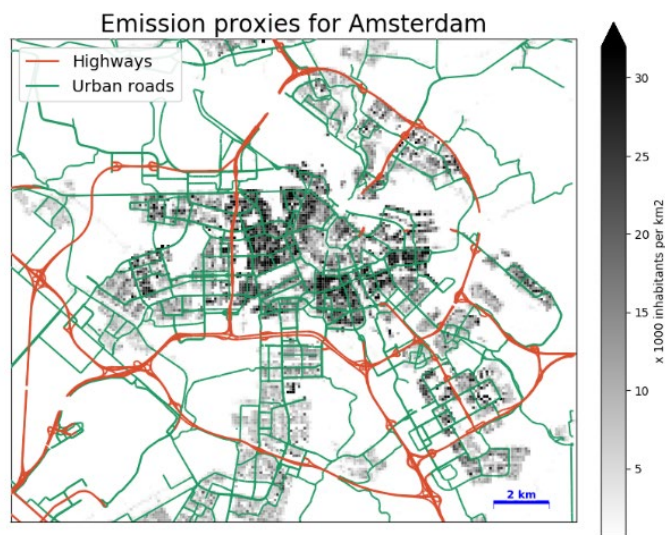 Emission proxies for Amsterdam
Highways
Urban roads
2 km
30
25
20
15
10
5
x 1000 inhabitants per km2